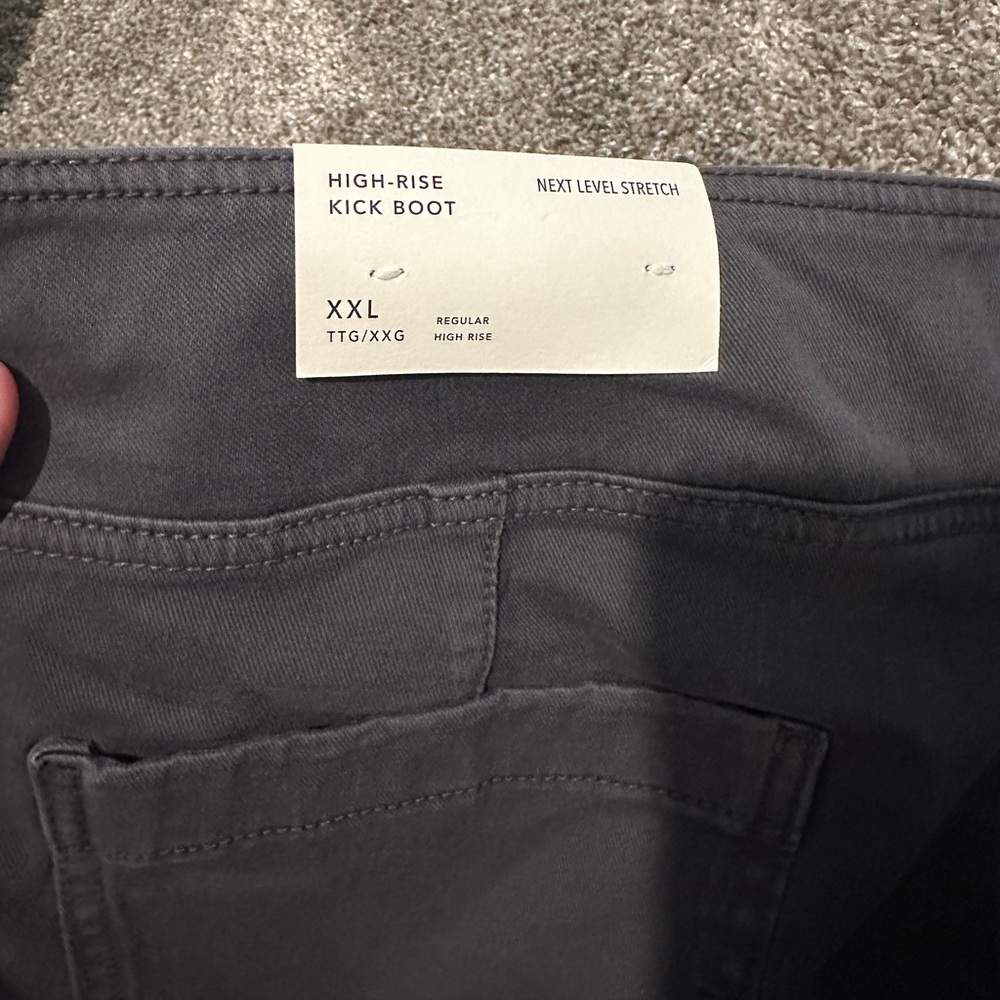 HIGH-RISE
KICK BOOT
NEXT LEVEL STRETCH
XXL
TTG/XXG
REGULAR
HIGH RISE